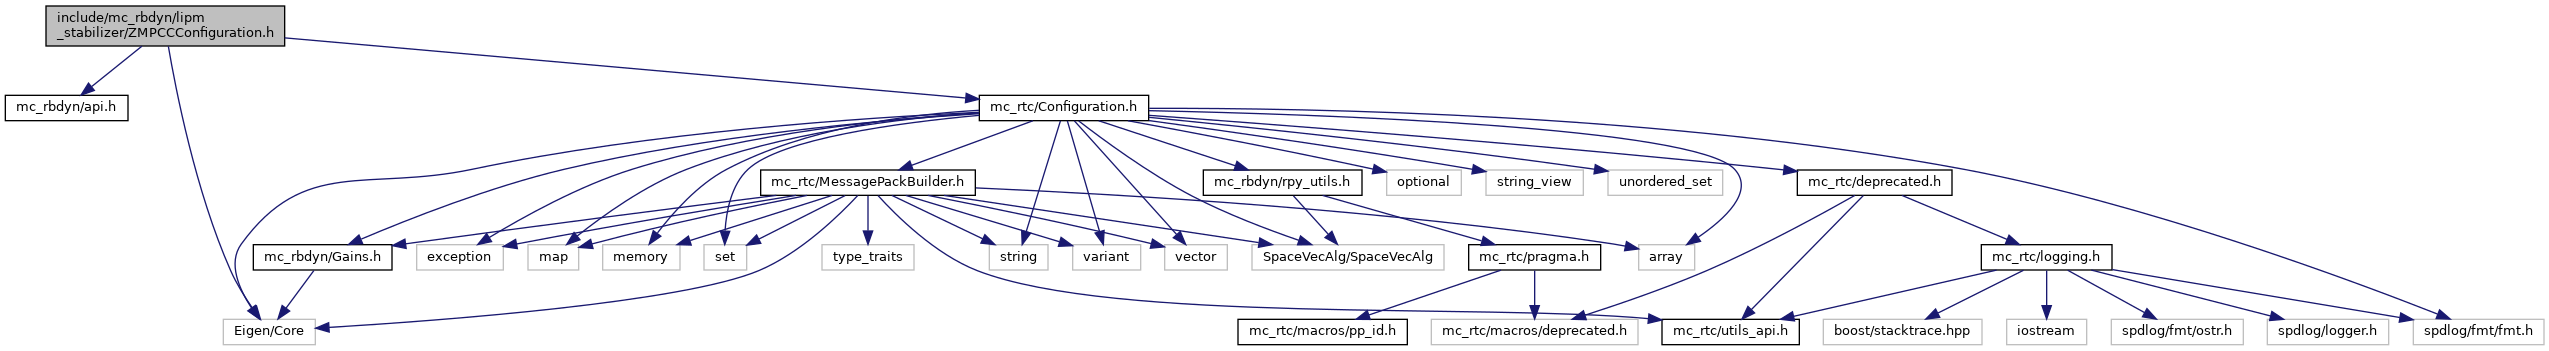 include/mc_rbdyn/lipm
_stabilizer/ZMPCCConfiguration.h
mc_rbdyn/api.h
mc_rtc/Configuration.h
mc_rtc/MessagePackBuilder.h
mc_rbdyn/rpy_utils.h
optional
string_view
unordered_set
mc_rtc/deprecated.h
mc_rbdyn/Gains.h
exception
map
memory
set
type_traits
string
variant
vector
SpaceVecAlg/SpaceVecAlg
mc_rtc/pragma.h
array
mc_rtc/logging.h
Eigen/Core
mc_rtc/macros/pp_id.h
mc_rtc/macros/deprecated.h
mc_rtc/utils_api.h
boost/stacktrace.hpp
iostream
spdlog/fmt/ostr.h
spdlog/logger.h
spdlog/fmt/fmt.h